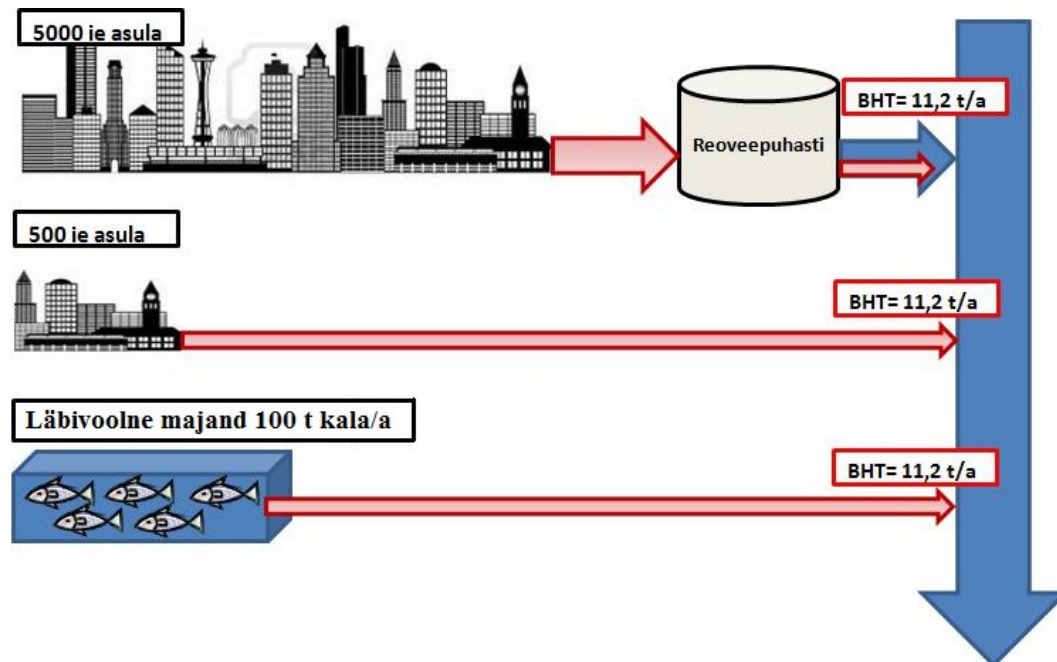 5000 ie asula
BHT= 11,2 t/a
Reoveepuhasti
500 ie asula
BHT= 11,2 t/a
Läbivoolne majand 100 t kala/a
BHT= 11,2 t/a